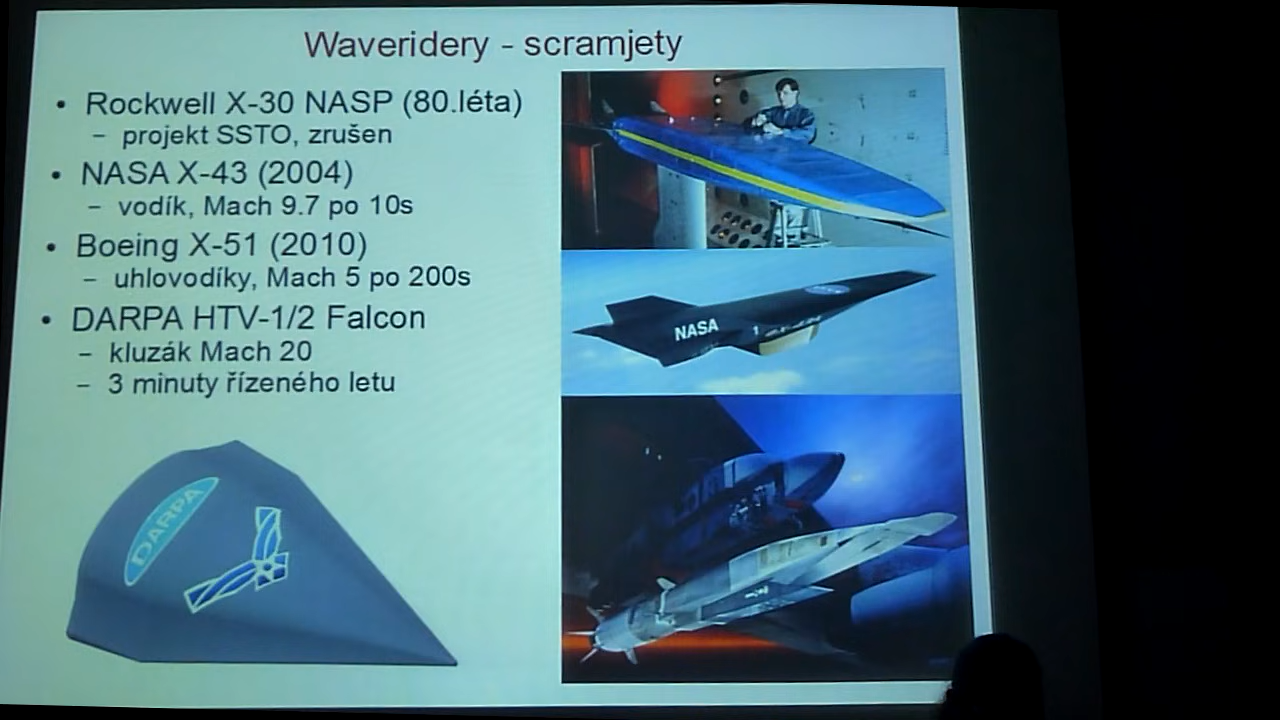 Waveridery - scramjety
• Rockwell X-30 NASP (80.léta)
– projekt SSTO, zrušen
• NASA X-43 (2004)
– vodík, Mach 9.7 po 10s
• Boeing X-51 (2010)
– uhlovodíky, Mach 5 po 200s
• DARPA HTV-1/2 Falcon
– kluzák Mach 20
– 3 minuty řízeného letu
NASA
DARPA